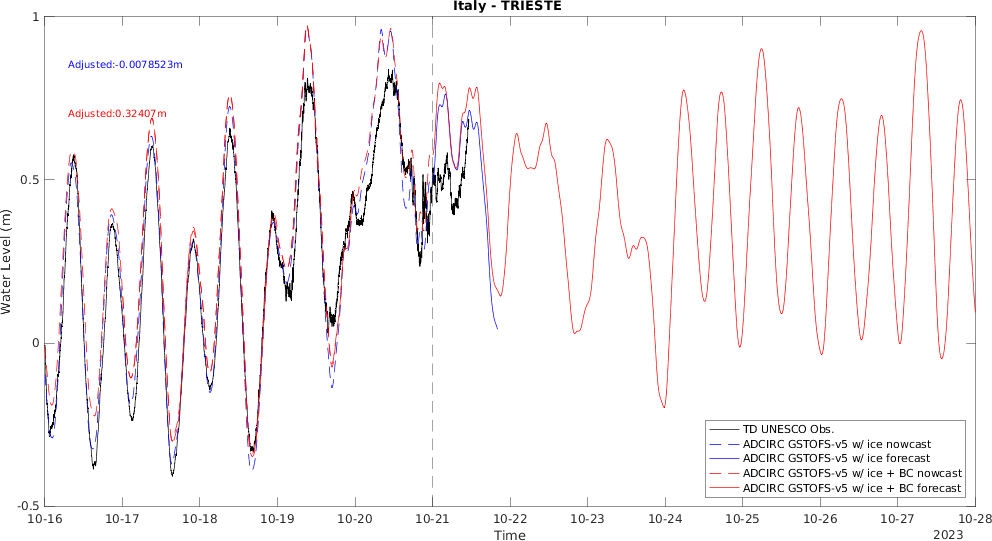 Italy - TRIESTE
Adjusted:-0.0078523m
Adjusted:0.32407m
Water Level (m)
1
0.5
0
-0.5
10-16 10-17 10-18 10-19 10-20 10-21 10-22 10-23 10-24 10-25 10-26 10-27 10-28
Time
2023
TD UNESCO Obs.
ADCIRC GSTOFS-v5 w/ ice nowcast
ADCIRC GSTOFS-v5 w/ ice forecast
ADCIRC GSTOFS-v5 w/ ice + BC nowcast
ADCIRC GSTOFS-v5 w/ ice + BC forecast